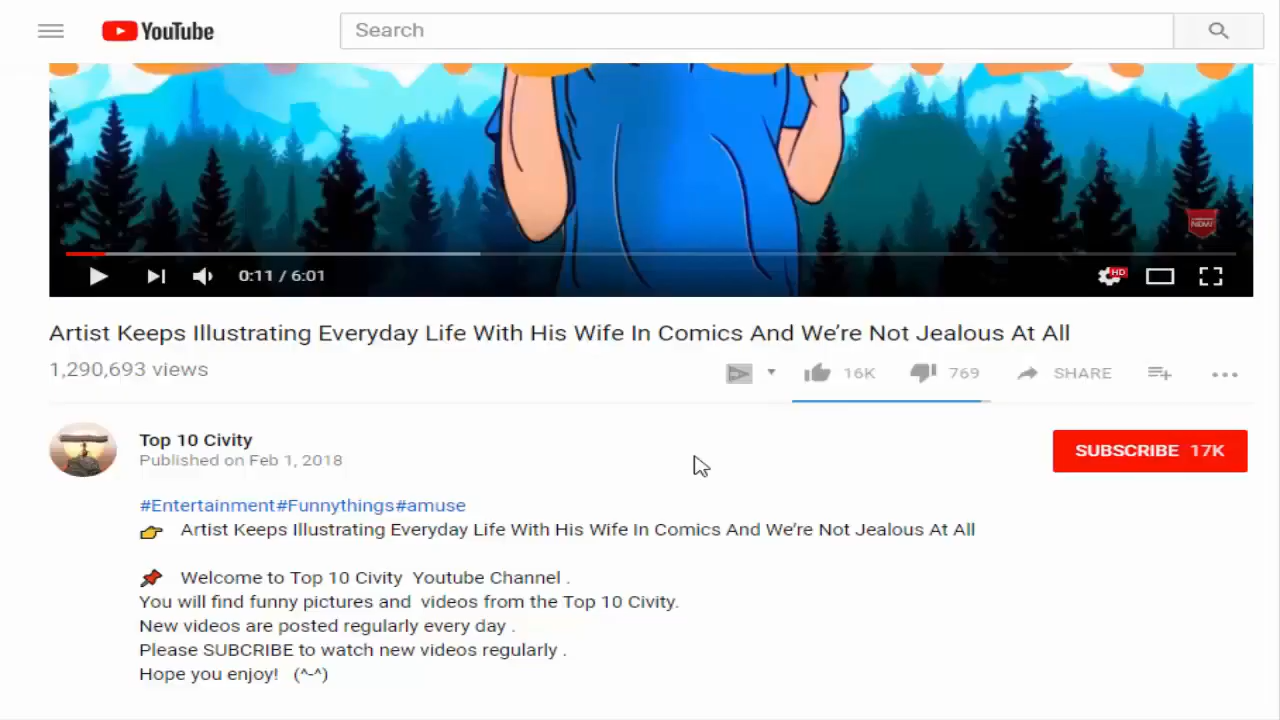 YouTube
Search
NOW
0:11 / 6:01
HD
Artist Keeps Illustrating Everyday Life With His Wife In Comics And We're Not Jealous At All
1,290,693 views
16K
769
SHARE
Top 10 Civity
Published on Feb 1, 2018
SUBSCRIBE 17K
#Entertainment#Funnythings#amuse
👉 Artist Keeps Illustrating Everyday Life With His Wife In Comics And We're Not Jealous At All
📌 Welcome to Top 10 Civity Youtube Channel .
You will find funny pictures and videos from the Top 10 Civity.
New videos are posted regularly every day .
Please SUBCRIBE to watch new videos regularly .
Hope you enjoy! (^-^)